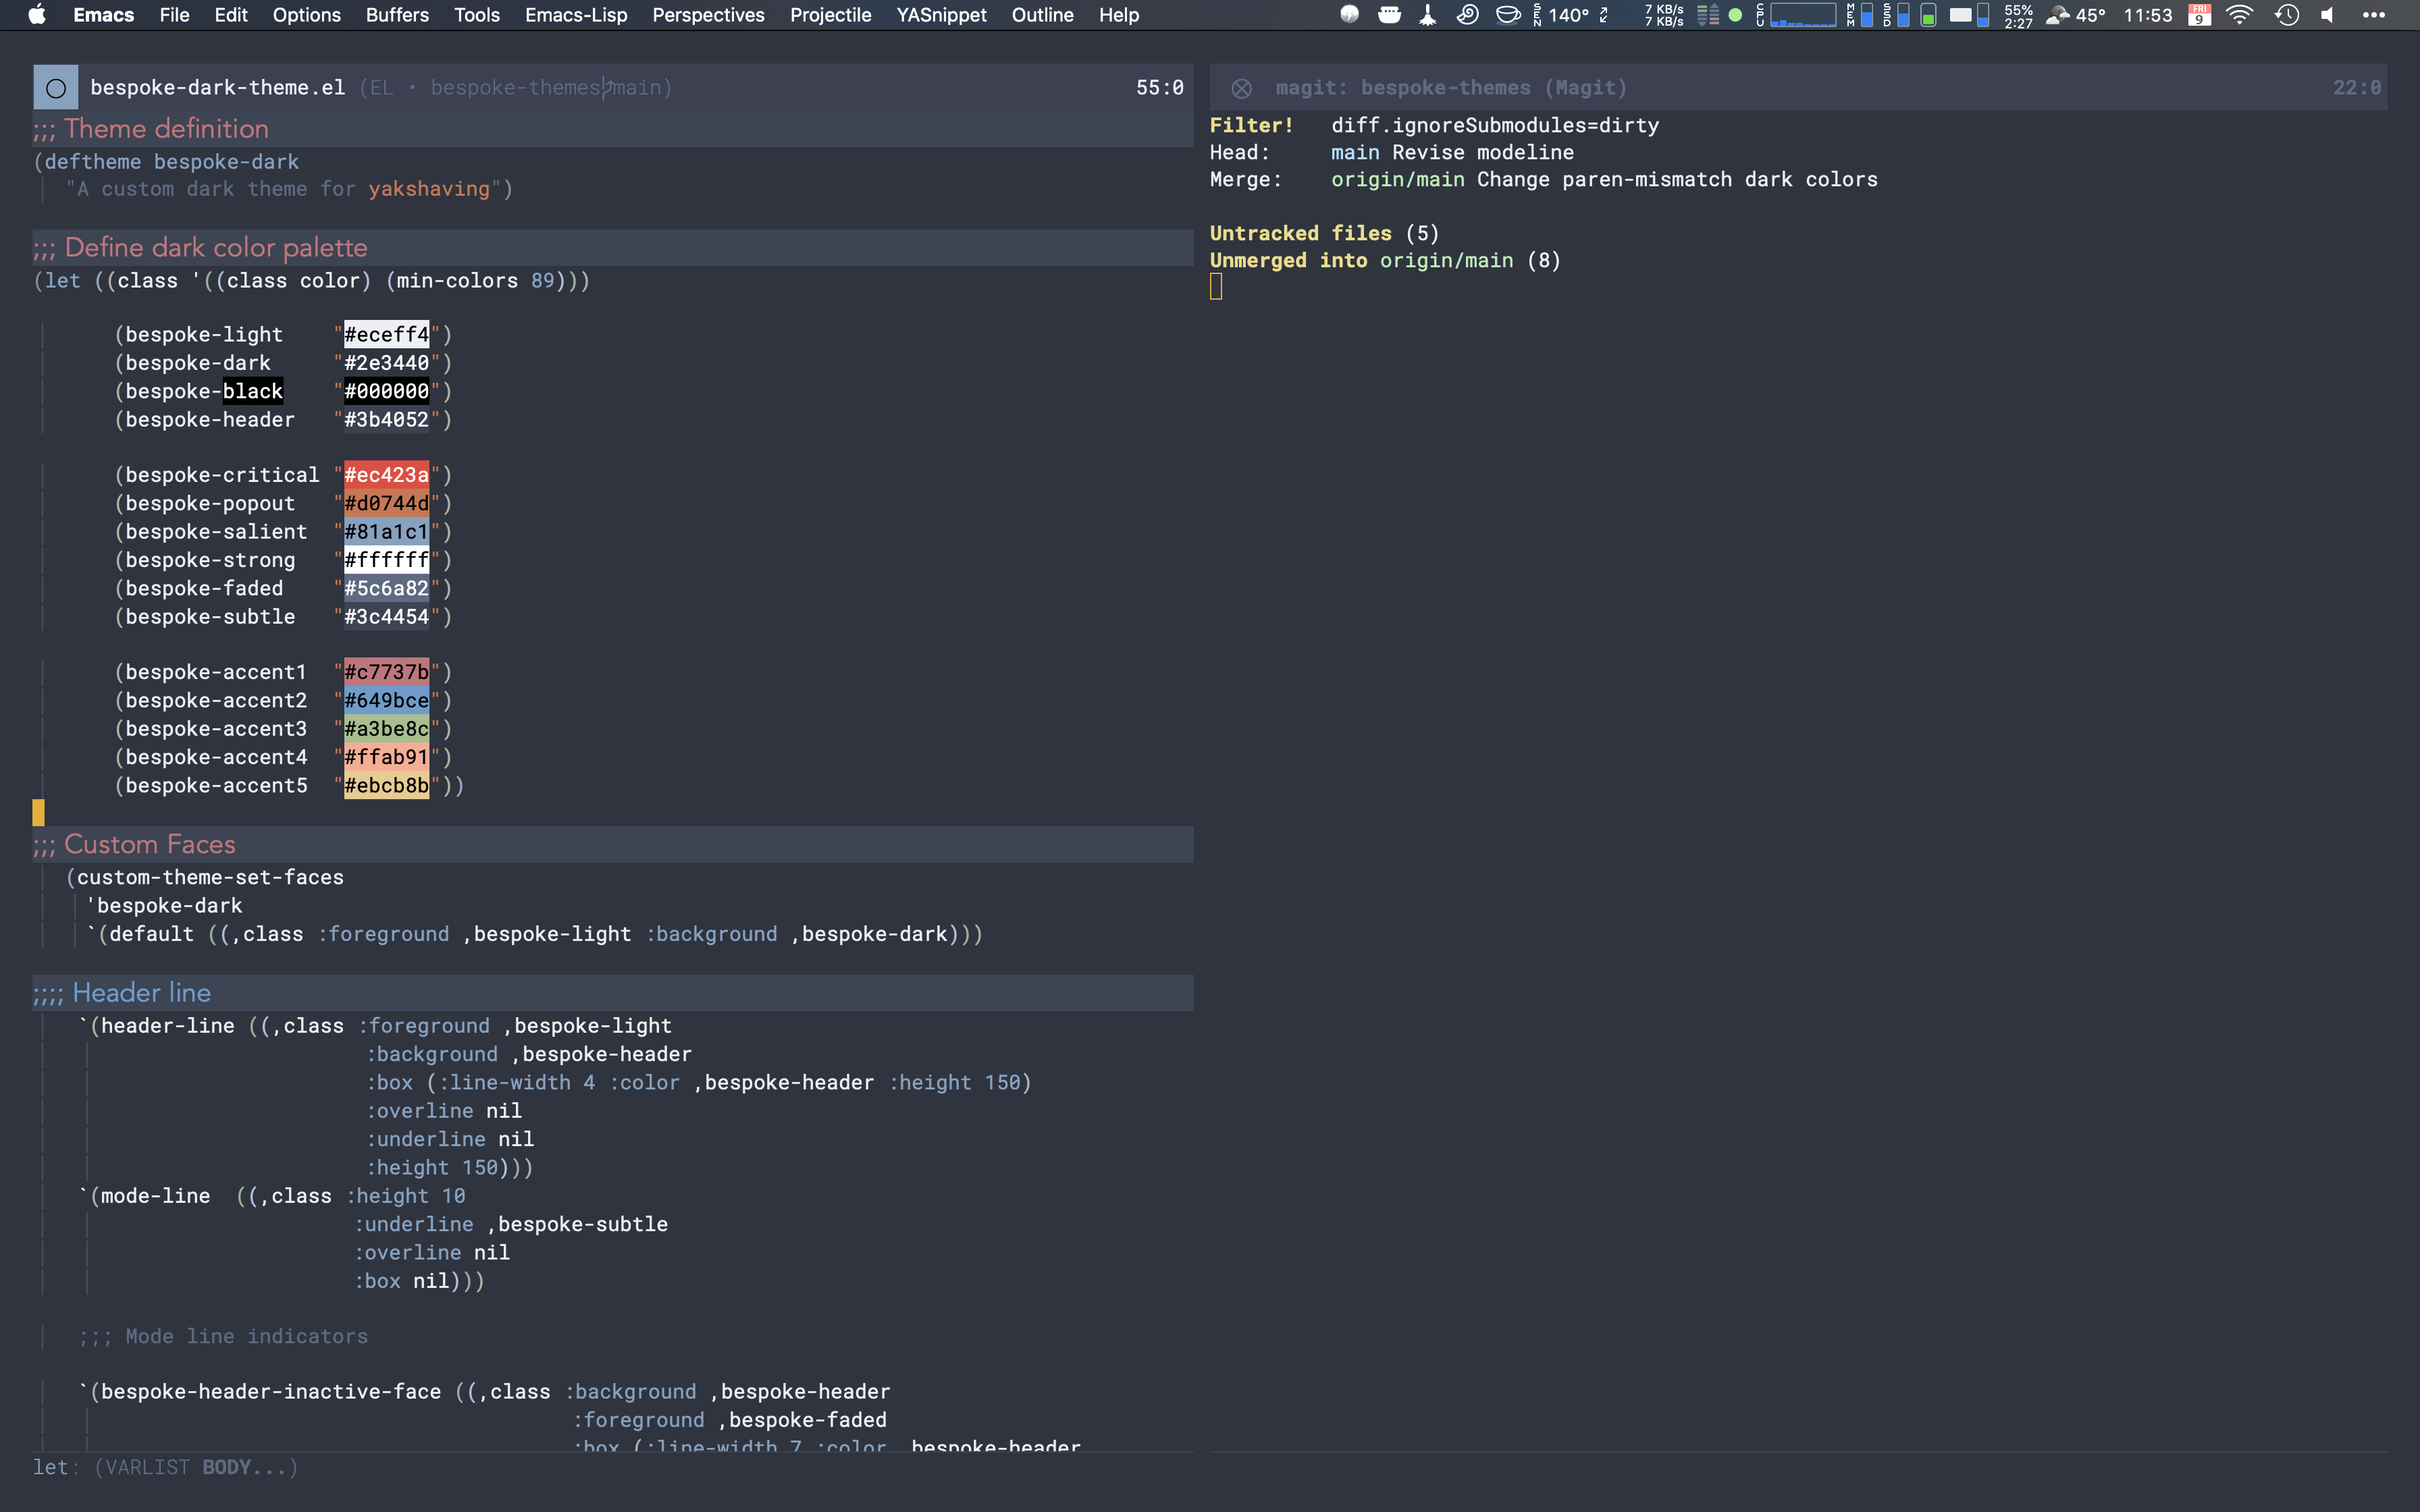 Emacs File Edit Options Buffers Tools Emacs-Lisp Perspectives Projectile YASnippet Outline Help SEN 140° 7 KB/s 7 KB/s CPU MEM SSD 55% 2:27 45° 11:53 FRI 9
bespoke-dark-theme.el (EL • bespoke-themes main) 55:0
;;; Theme definition
(deftheme bespoke-dark
"A custom dark theme for yakshaving")
;;; Define dark color palette
(let ((class '((class color) (min-colors 89)))
(bespoke-light "#eceff4")
(bespoke-dark "#2e3440")
(bespoke-black "#000000")
(bespoke-header "#3b4052")
(bespoke-critical "#ec423a")
(bespoke-popout "#d0744d")
(bespoke-salient "#81a1c1")
(bespoke-strong "#ffffff")
(bespoke-faded "#5c6a82")
(bespoke-subtle "#3c4454")
(bespoke-accent1 "#c7737b")
(bespoke-accent2 "#649bce")
(bespoke-accent3 "#a3be8c")
(bespoke-accent4 "#ffab91")
(bespoke-accent5 "#ebcb8b"))
;;; Custom Faces
(custom-theme-set-faces
'bespoke-dark
`(default ((,class :foreground ,bespoke-light :background ,bespoke-dark)))
;;;; Header line
`(header-line ((,class :foreground ,bespoke-light
:background ,bespoke-header
:box (:line-width 4 :color ,bespoke-header :height 150)
:overline nil
:underline nil
:height 150)))
`(mode-line ((,class :height 10
:underline ,bespoke-subtle
:overline nil
:box nil)))
;;; Mode line indicators
`(bespoke-header-inactive-face ((,class :background ,bespoke-header
:foreground ,bespoke-faded
:box (:line-width 7 :color ,bespoke-header
let: (VARLIST BODY...)
magit: bespoke-themes (Magit) 22:0
Filter! diff.ignoreSubmodules=dirty
Head: main Revise modeline
Merge: origin/main Change paren-mismatch dark colors
Untracked files (5)
Unmerged into origin/main (8)